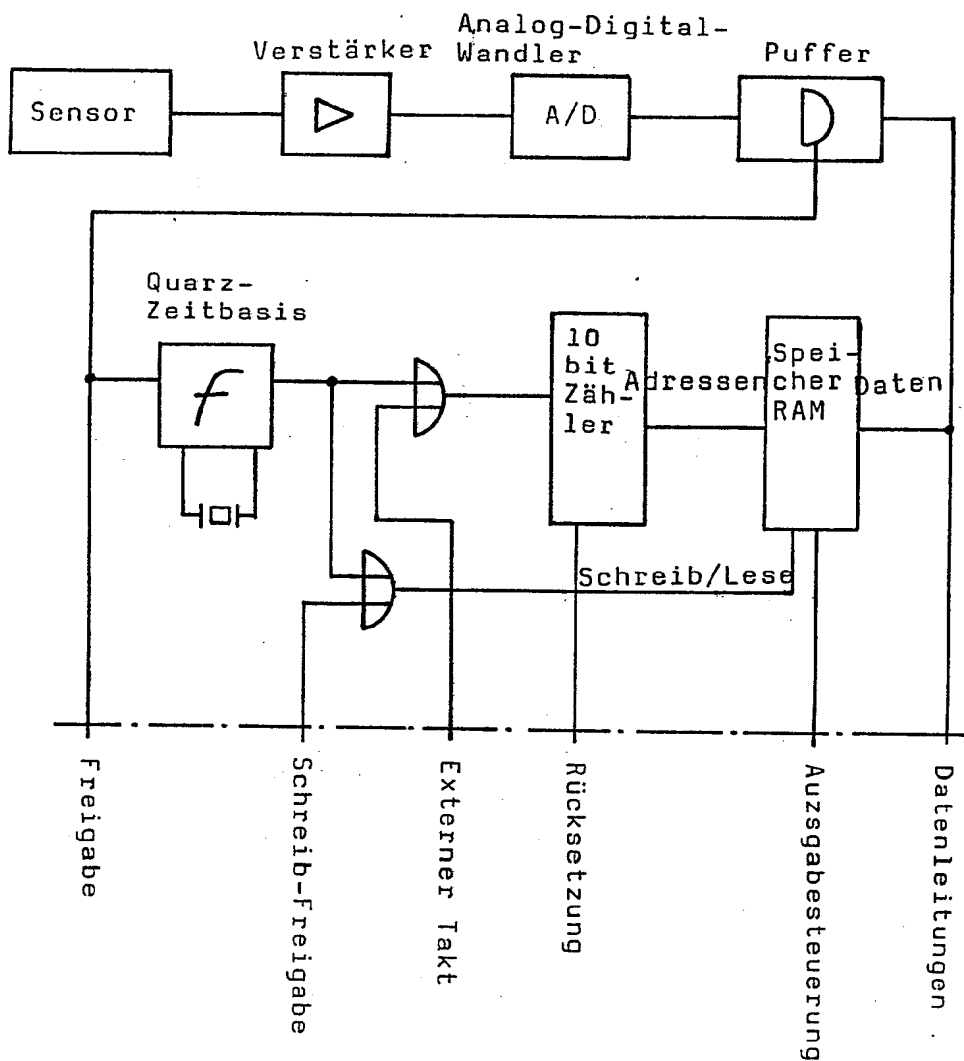 Analog-Digital-
Verstärker
Wandler
Puffer
Sensor
A/D
Quarz-
Zeitbasis
f
10
bit
Zäh-
ler
Adressen
Spei-
cher
RAM
Daten
Schreib/Lese
Freigabe
Schreib-Freigabe
Externer Takt
Rücksetzung
Auzsgabesteuerung
Datenleitungen